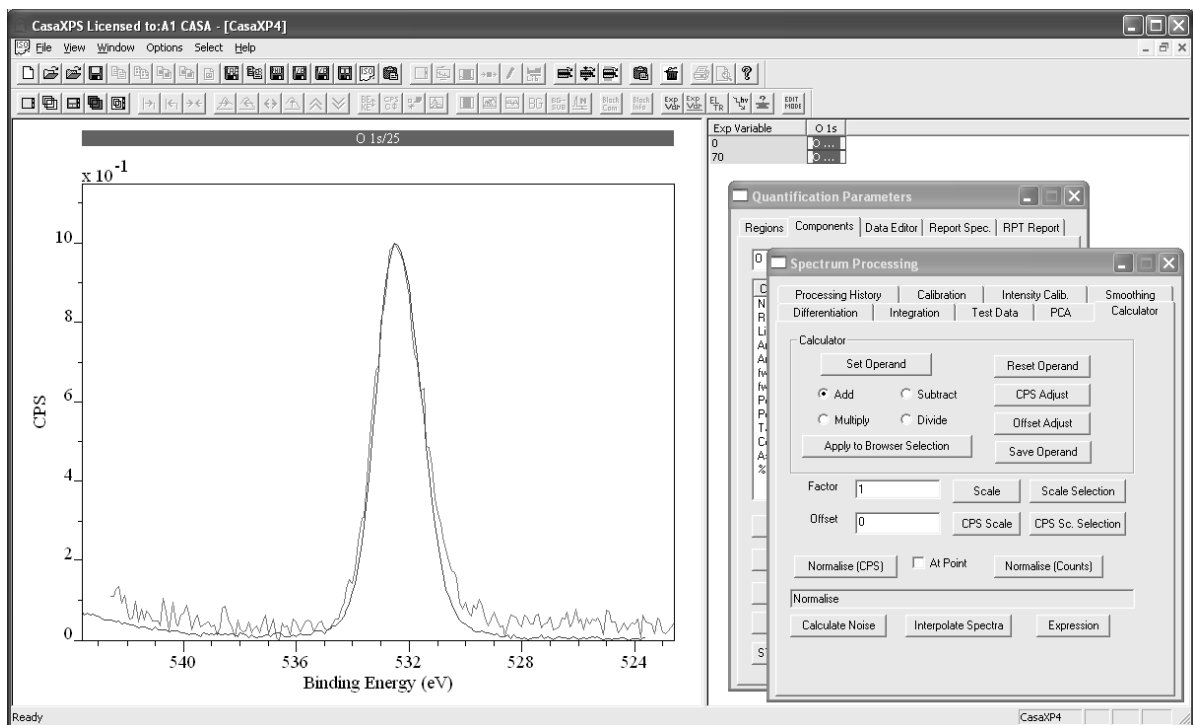 CasaXPS Licensed to:A1 CASA - [CasaXP4]
File View Window Options Select Help
O 1s/25
x 10 -1
10
8
6
4
2
0
CPS
540 536 532 528 524
Binding Energy (eV)
Exp Variable O 1s
0 O ...
70 O ...
Quantification Parameters
Regions Components Data Editor Report Spec. RPT Report
Spectrum Processing
Processing History Calibration Intensity Calib. Smoothing
Differentiation Integration Test Data PCA Calculator
Calculator
Set Operand Reset Operand
Add Subtract CPS Adjust
Multiply Divide Offset Adjust
Apply to Browser Selection Save Operand
Factor 1 Scale Scale Selection
Offset 0 CPS Scale CPS Sc. Selection
Normalise (CPS) At Point Normalise (Counts)
Normalise
Calculate Noise Interpolate Spectra Expression
Ready CasaXP4